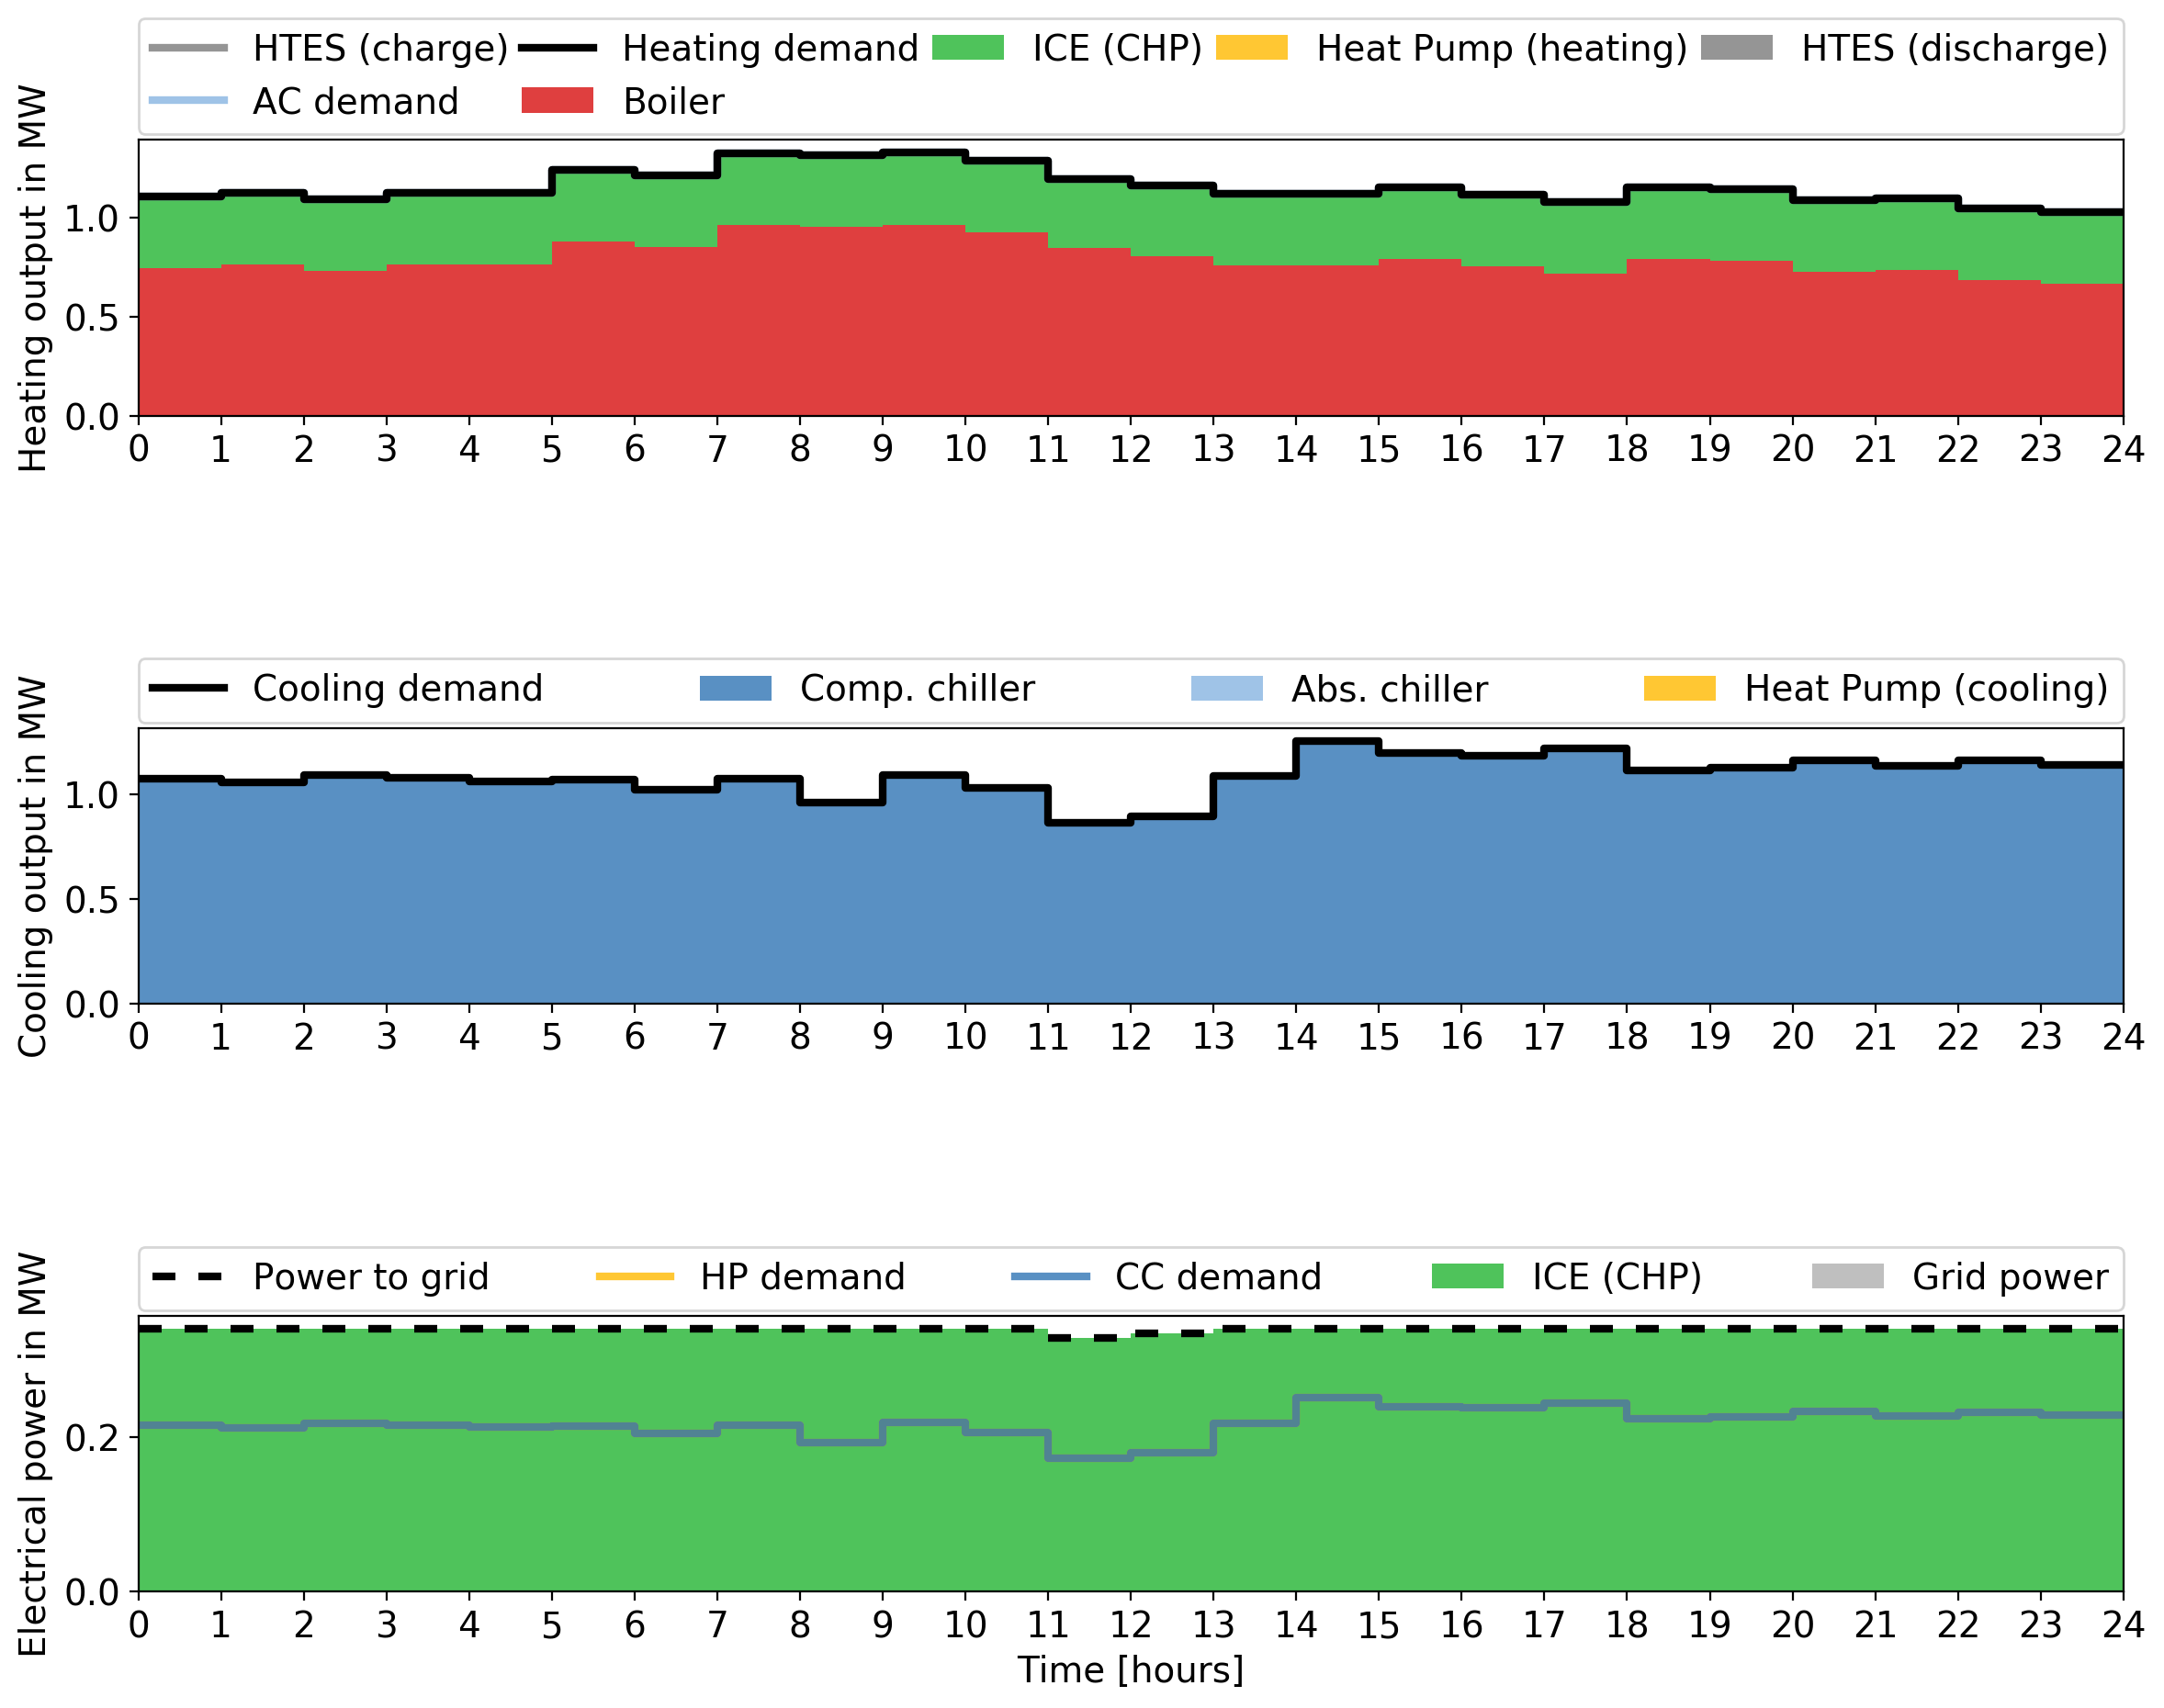 HTES (charge) Heating demand ICE (CHP) Heat Pump (heating) HTES (discharge)
AC demand Boiler
Heating output in MW
1.0
0.5
0.0
0 1 2 3 4 5 6 7 8 9 10 11 12 13 14 15 16 17 18 19 20 21 22 23 24
Cooling demand Comp. chiller Abs. chiller Heat Pump (cooling)
Cooling output in MW
1.0
0.5
0.0
0 1 2 3 4 5 6 7 8 9 10 11 12 13 14 15 16 17 18 19 20 21 22 23 24
Power to grid HP demand CC demand ICE (CHP) Grid power
Electrical power in MW
0.2
0.0
0 1 2 3 4 5 6 7 8 9 10 11 12 13 14 15 16 17 18 19 20 21 22 23 24
Time [hours]